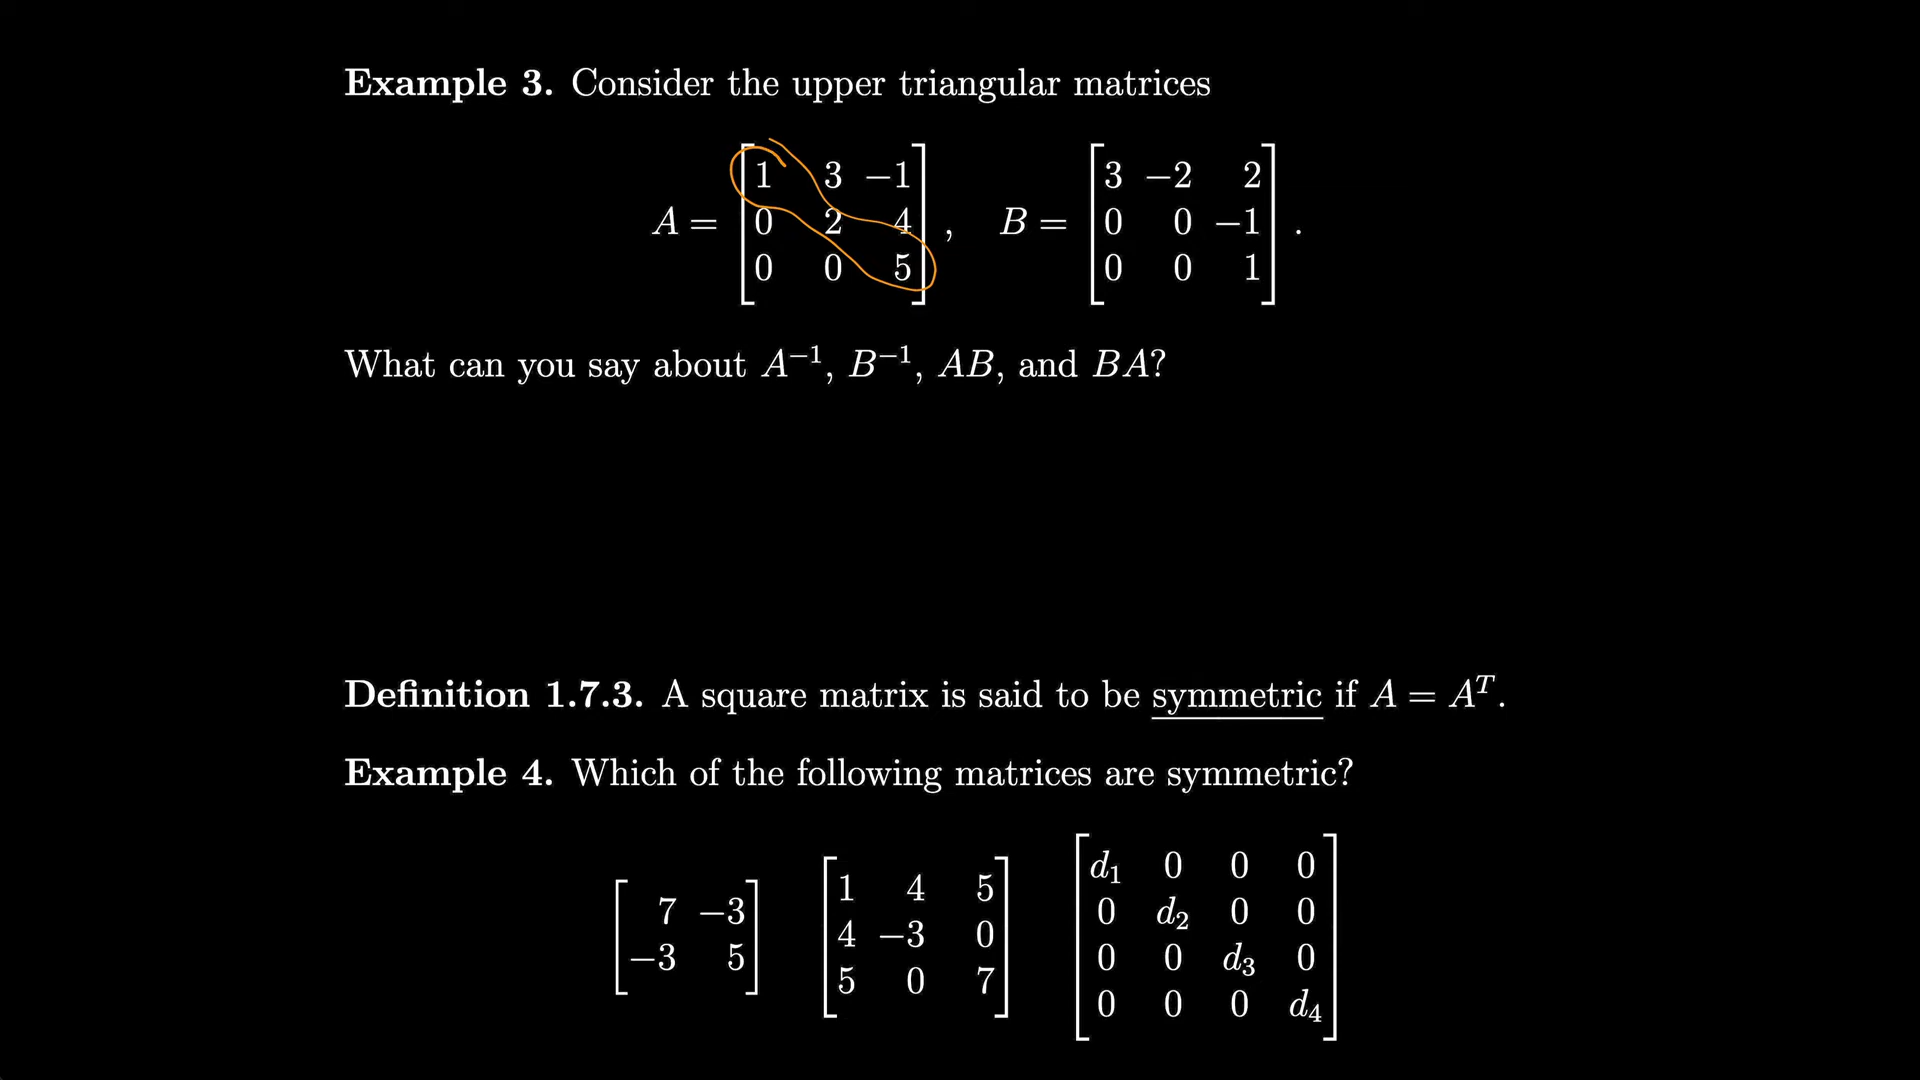 Example 3. Consider the upper triangular matrices
A = [1 3 −1
0 2 4
0 0 5], B = [3 −2 2
0 0 −1
0 0 1].
What can you say about A⁻¹, B⁻¹, AB, and BA?
Definition 1.7.3. A square matrix is said to be symmetric if A = Aᵀ.
Example 4. Which of the following matrices are symmetric?
[7 −3
−3 5]
[1 4 5
4 −3 0
5 0 7]
[d₁ 0 0 0
0 d₂ 0 0
0 0 d₃ 0
0 0 0 d₄]